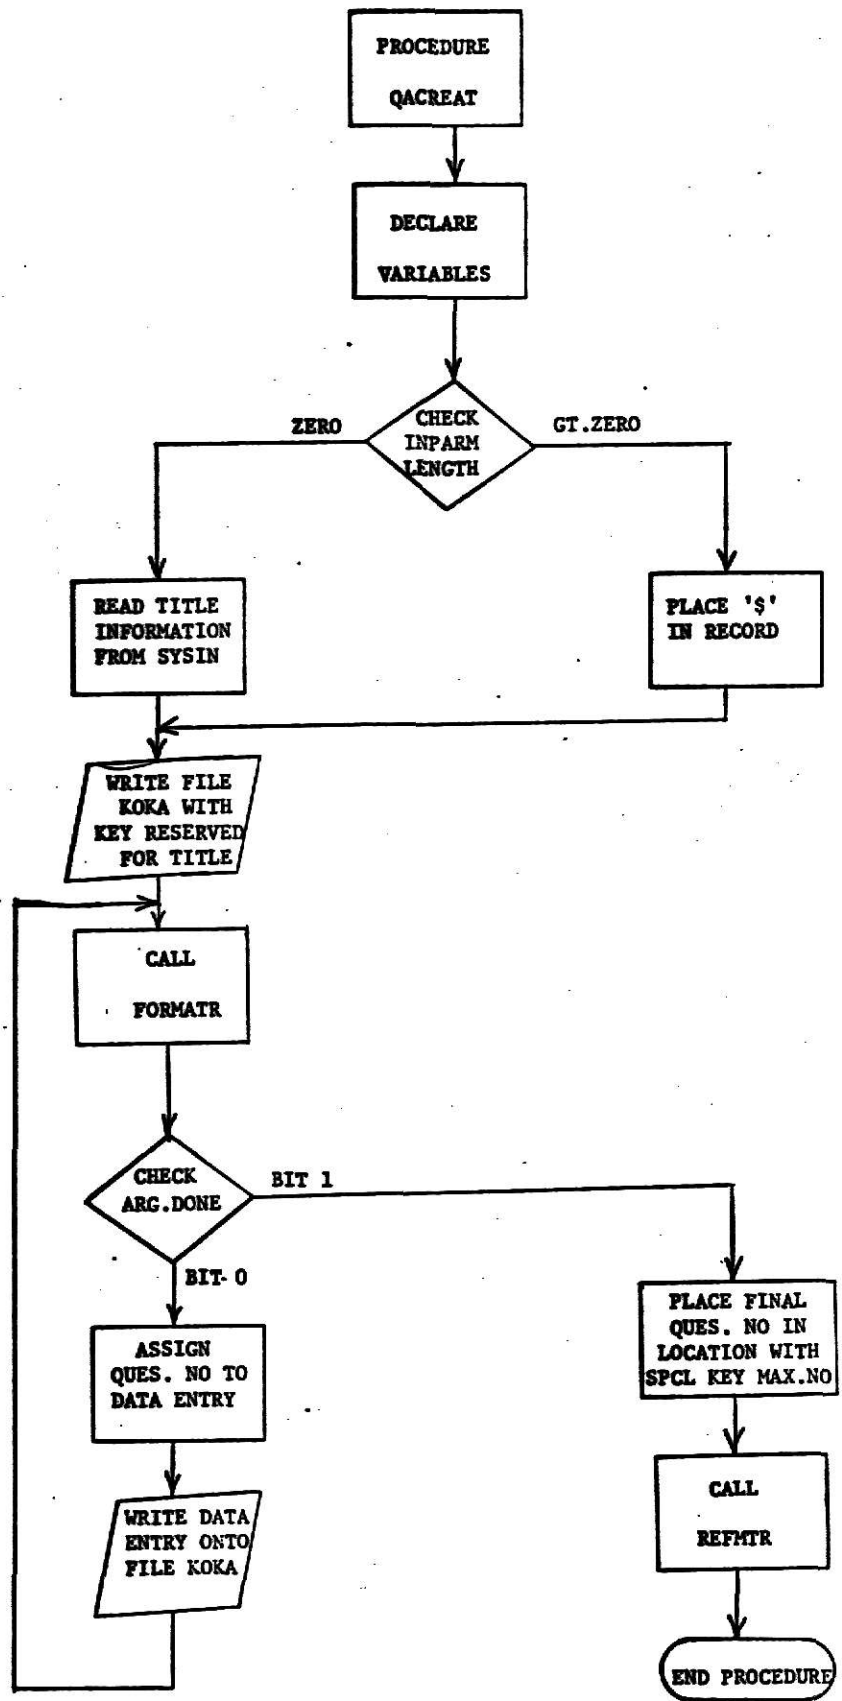 PROCEDURE
QACREAT
DECLARE
VARIABLES
CHECK
INPARM
LENGTH
ZERO
GT.ZERO
READ TITLE
INFORMATION
FROM SYSIN
PLACE '$'
IN RECORD
WRITE FILE
KOKA WITH
KEY RESERVED
FOR TITLE
CALL
FORMATR
CHECK
ARG.DONE
BIT 1
BIT- 0
ASSIGN
QUES. NO TO
DATA ENTRY
WRITE DATA
ENTRY ONTO
FILE KOKA
PLACE FINAL
QUES. NO IN
LOCATION WITH
SPCL KEY MAX.NO
CALL
REFMTR
END PROCEDURE